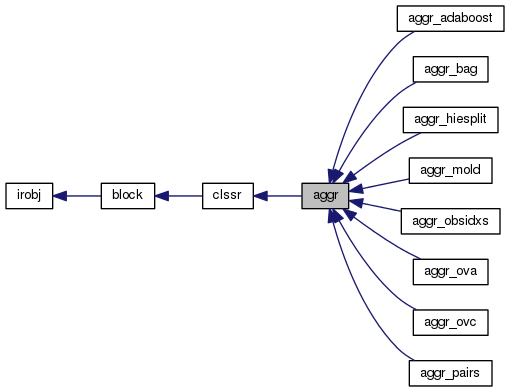 irobj
block
clssr
aggr
aggr_adaboost
aggr_bag
aggr_hiesplit
aggr_mold
aggr_obsidxs
aggr_ova
aggr_ovc
aggr_pairs